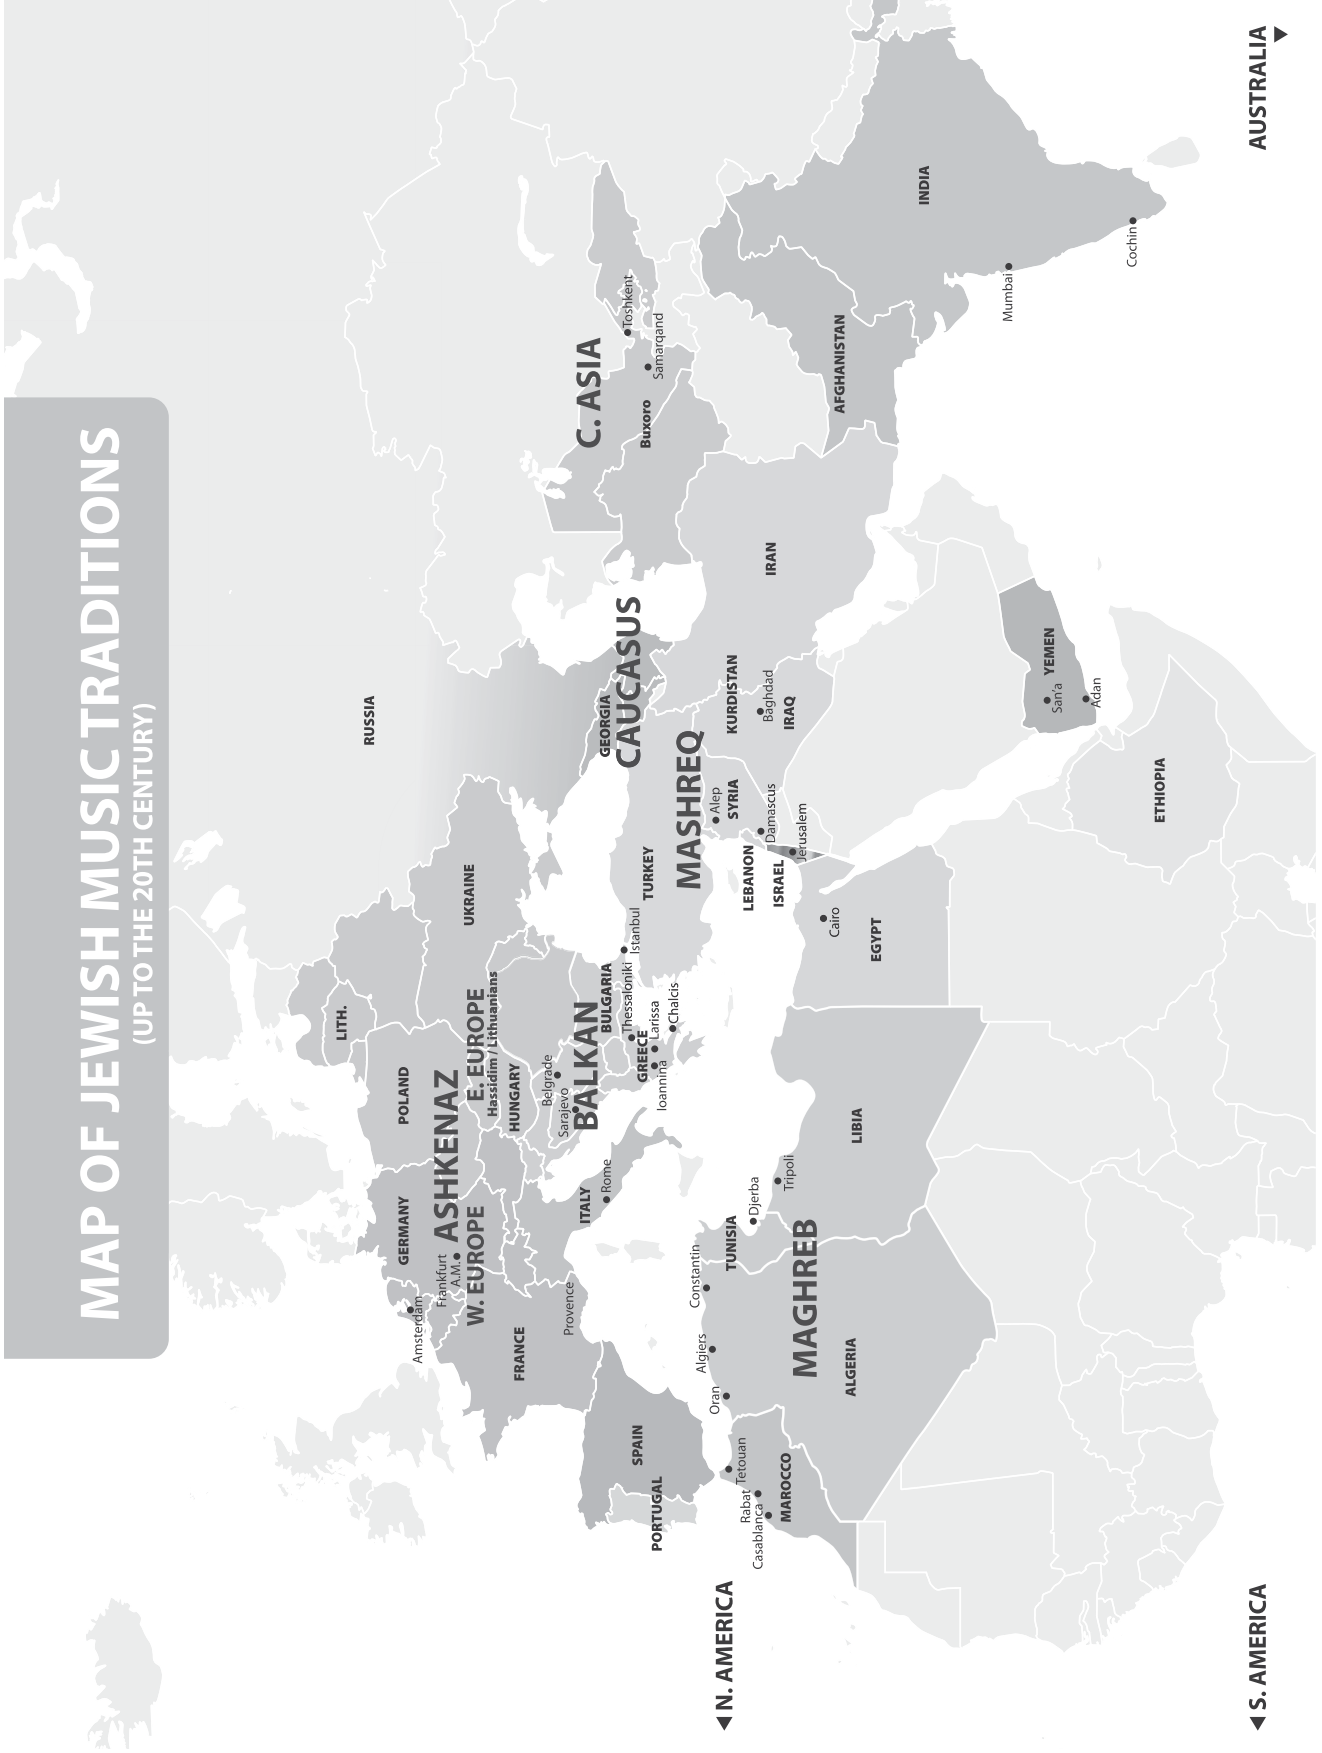 MAP OF JEWISH MUSIC TRADITIONS
(UP TO THE 20TH CENTURY)
RUSSIA
LITH.
POLAND
GERMANY
Amsterdam
Frankfurt
A.M.
ASHKENAZ
W. EUROPE
E. EUROPE
Hassidim / Lithuanians
UKRAINE
HUNGARY
FRANCE
Provence
Belgrade
Sarajevo
BALKAN
BULGARIA
ITALY
Rome
Thessaloniki
Istanbul
GREECE
Larissa
Ioannina
Chalcis
SPAIN
PORTUGAL
TURKEY
GEORGIA
CAUCASUS
C. ASIA
Toshkent
Samarqand
Buxoro
MASHREQ
Alep
SYRIA
KURDISTAN
Baghdad
IRAQ
IRAN
AFGHANISTAN
INDIA
Mumbai
Cochin
LEBANON
Damascus
ISRAEL
Jerusalem
Cairo
EGYPT
LIBIA
Tripoli
Djerba
TUNISIA
Constantin
Algiers
Oran
MAGHREB
ALGERIA
Tetouan
Rabat
Casablanca
MAROCCO
YEMEN
San'a
Adan
ETHIOPIA
N. AMERICA
S. AMERICA
AUSTRALIA